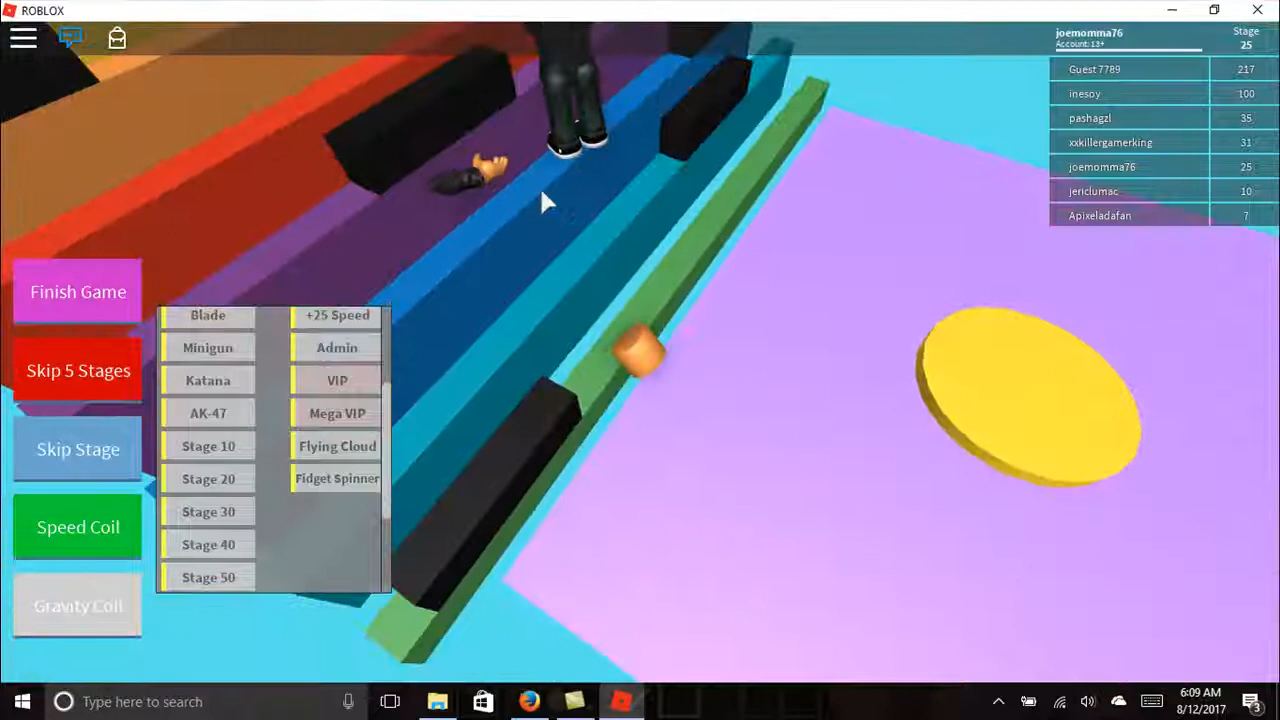 ROBLOX
joemomma76
Account: 13+
Stage
25
Guest 7789 217
inesoy 100
pashagzl 35
xxkillergamerking 31
joemomma76 25
jericlumac 10
Apixeladafan 7
Finish Game
Skip 5 Stages
Skip Stage
Speed Coil
Gravity Coil
Blade +25 Speed
Minigun Admin
Katana VIP
AK-47 Mega VIP
Stage 10 Flying Cloud
Stage 20 Fidget Spinner
Stage 30
Stage 40
Stage 50
Type here to search
6:09 AM
8/12/2017
3